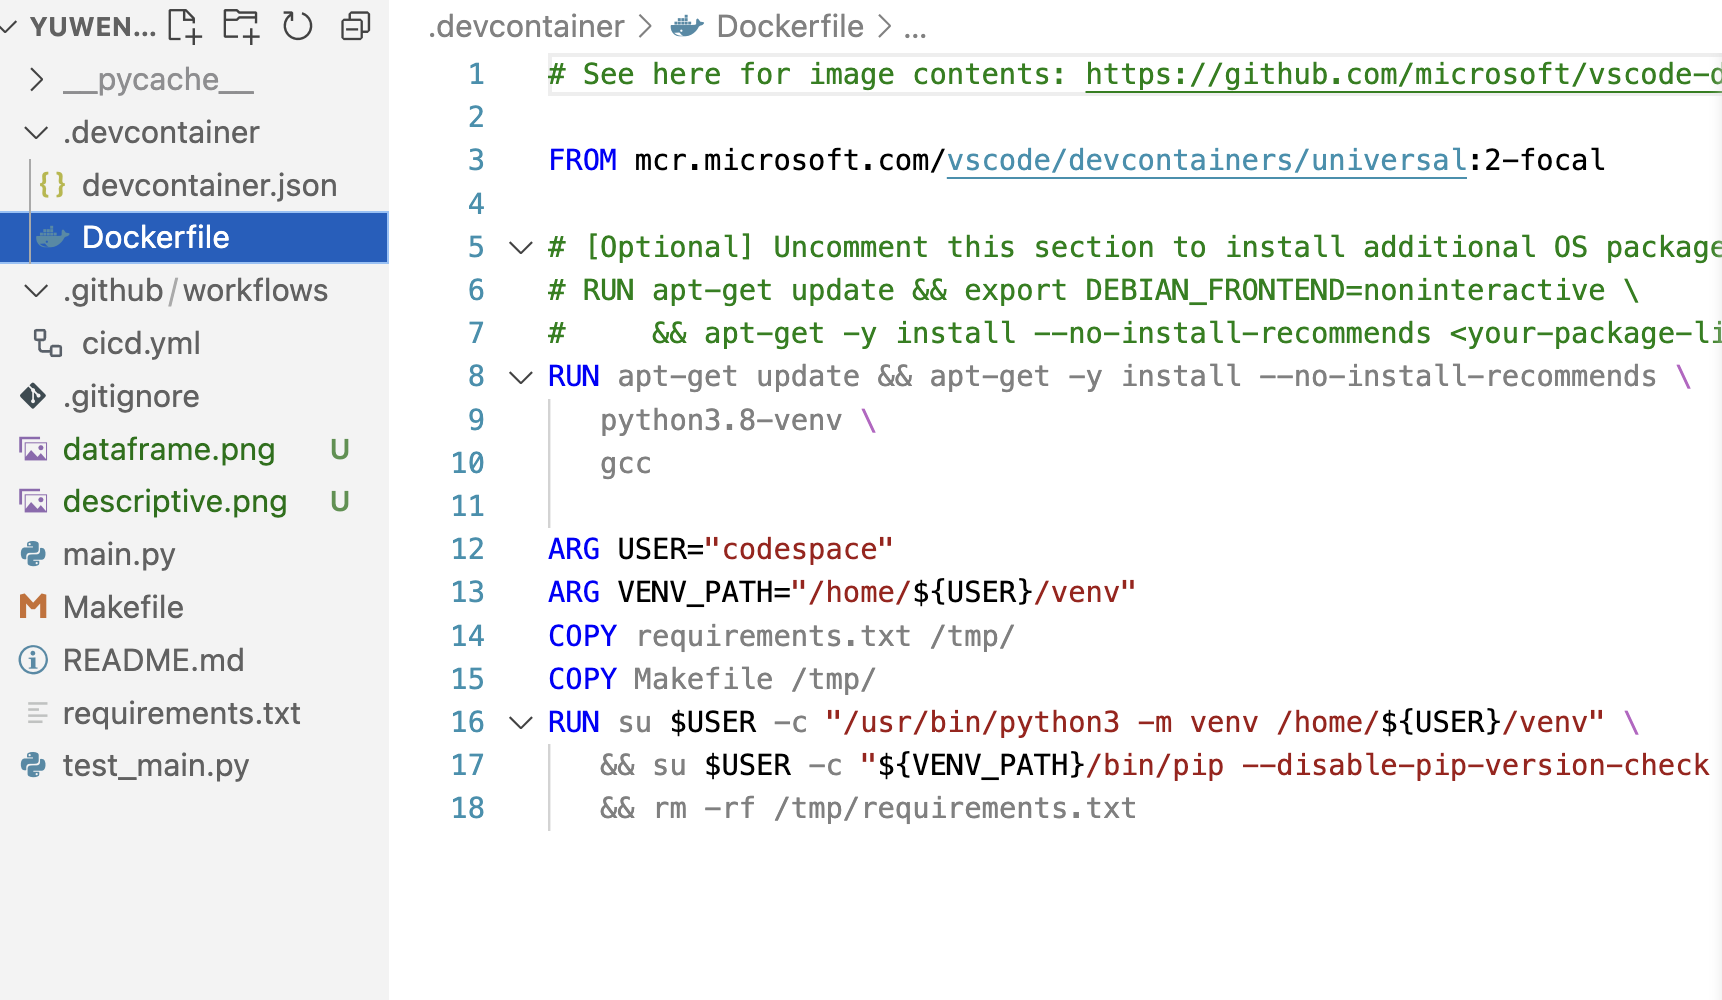 YUWEN...
__pycache__
.devcontainer
{} devcontainer.json
Dockerfile
.github/workflows
cicd.yml
.gitignore
dataframe.png U
descriptive.png U
main.py
Makefile
README.md
requirements.txt
test_main.py
.devcontainer > Dockerfile > ...
1 # See here for image contents: https://github.com/microsoft/vscode-d
2
3 FROM mcr.microsoft.com/vscode/devcontainers/universal:2-focal
4
5 # [Optional] Uncomment this section to install additional OS package
6 # RUN apt-get update && export DEBIAN_FRONTEND=noninteractive \
7 #     && apt-get -y install --no-install-recommends <your-package-li
8 RUN apt-get update && apt-get -y install --no-install-recommends \
9    python3.8-venv \
10    gcc
11
12 ARG USER="codespace"
13 ARG VENV_PATH="/home/${USER}/venv"
14 COPY requirements.txt /tmp/
15 COPY Makefile /tmp/
16 RUN su $USER -c "/usr/bin/python3 -m venv /home/${USER}/venv" \
17    && su $USER -c "${VENV_PATH}/bin/pip --disable-pip-version-check
18    && rm -rf /tmp/requirements.txt